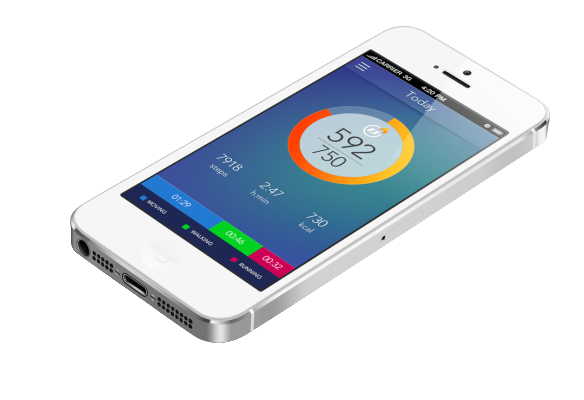 CARRIER 3G 4:20 PM
Today
592
750
7918
steps
2:47
h:min
730
kcal
01:29
00:46
00:32
MOVING
WALKING
RUNNING